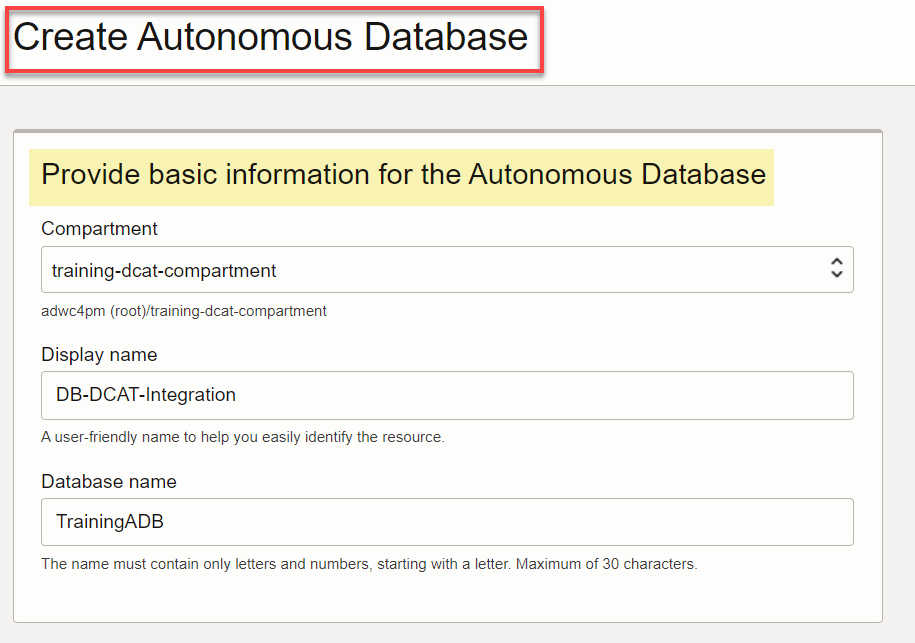 Create Autonomous Database
Provide basic information for the Autonomous Database
Compartment
training-dcat-compartment
adwc4pm (root)/training-dcat-compartment
Display name
DB-DCAT-Integration
A user-friendly name to help you easily identify the resource.
Database name
TrainingADB
The name must contain only letters and numbers, starting with a letter. Maximum of 30 characters.